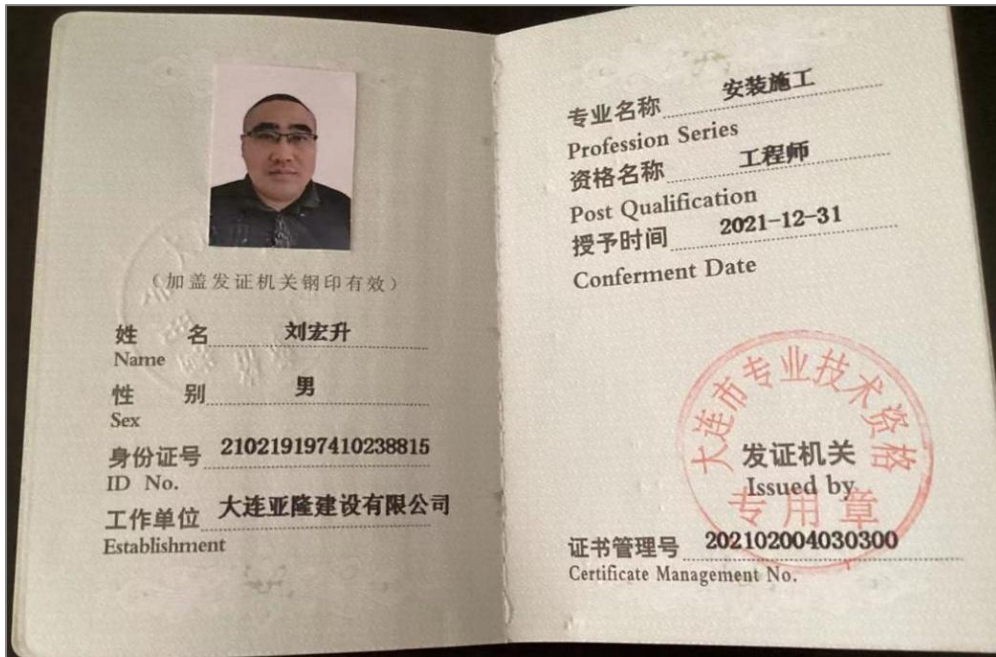 （加盖发证机关钢印有效）
姓 名 刘宏升
Name
性 别 男
Sex
身份证号 210219197410238815
ID No.
工作单位 大连亚隆建设有限公司
Establishment
专业名称 安装施工
Profession Series
资格名称 工程师
Post Qualification
授予时间 2021-12-31
Conferment Date
大连市专业技术资格
发证机关
Issued by
专用章
证书管理号 202102004030300
Certificate Management No.